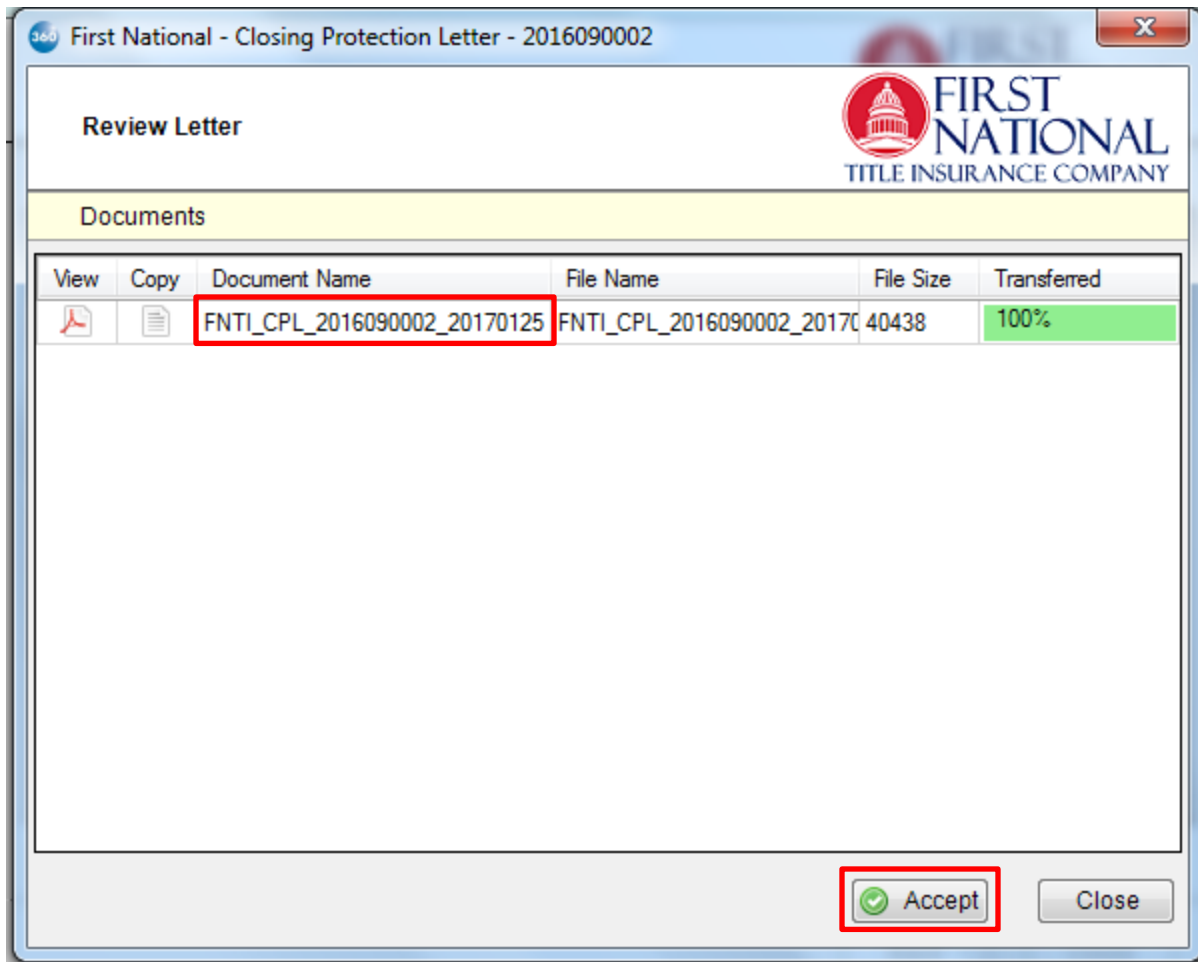 360 First National - Closing Protection Letter - 2016090002
X
Review Letter
FIRST
NATIONAL
TITLE INSURANCE COMPANY
Documents
View Copy Document Name File Name File Size Transferred
FNTI_CPL_2016090002_20170125 FNTI_CPL_2016090002_2017 40438 100%
Accept Close